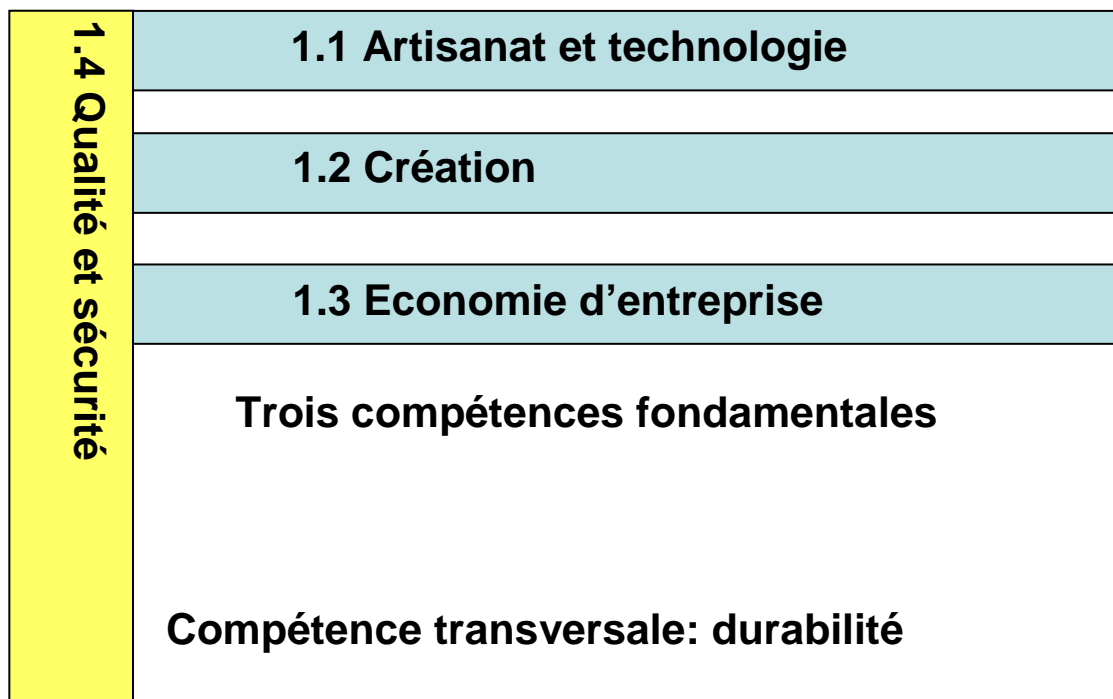 1.4 Qualité et sécurité
1.1 Artisanat et technologie
1.2 Création
1.3 Economie d’entreprise
Trois compétences fondamentales
Compétence transversale: durabilité